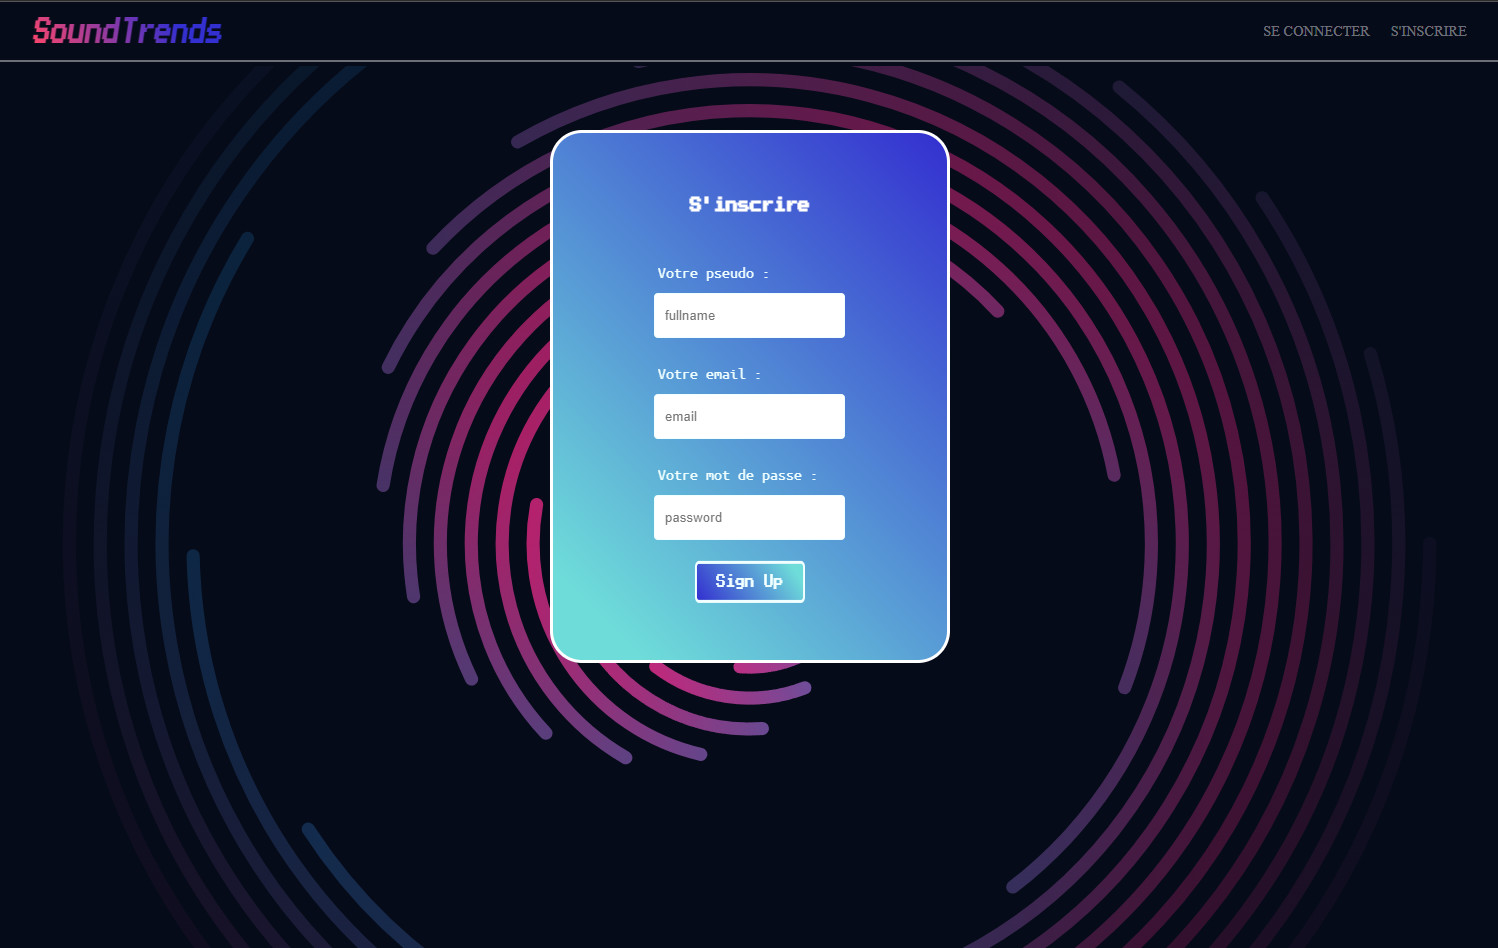 SoundTrends
SE CONNECTER S'INSCRIRE
S'inscrire
Votre pseudo :
fullname
Votre email :
email
Votre mot de passe :
password
Sign Up